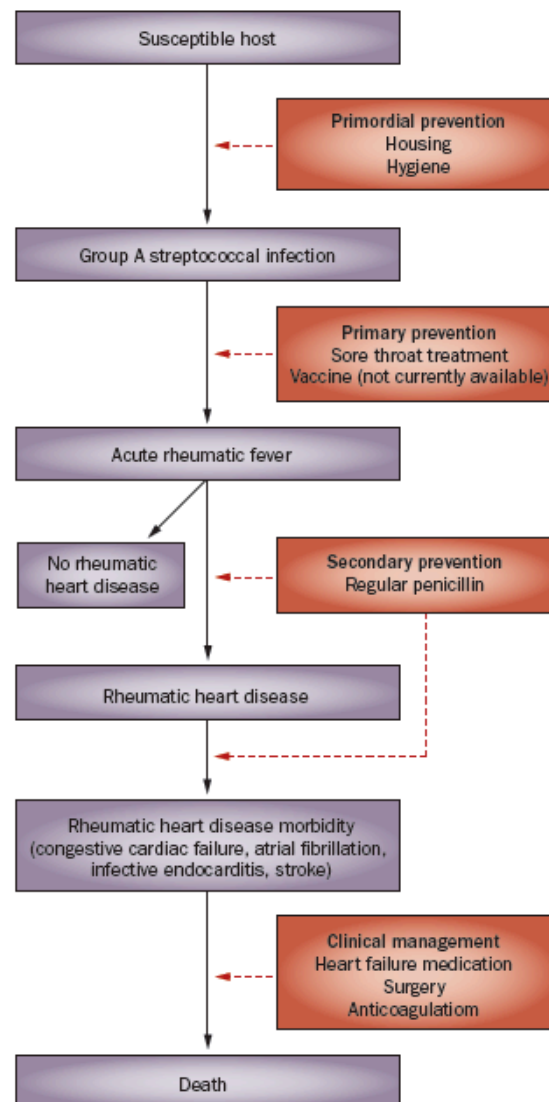 Susceptible host
Primordial prevention
Housing
Hygiene
Group A streptococcal infection
Primary prevention
Sore throat treatment
Vaccine (not currently available)
Acute rheumatic fever
No rheumatic
heart disease
Secondary prevention
Regular penicillin
Rheumatic heart disease
Rheumatic heart disease morbidity
(congestive cardiac failure, atrial fibrillation,
infective endocarditis, stroke)
Clinical management
Heart failure medication
Surgery
Anticoagulatiom
Death